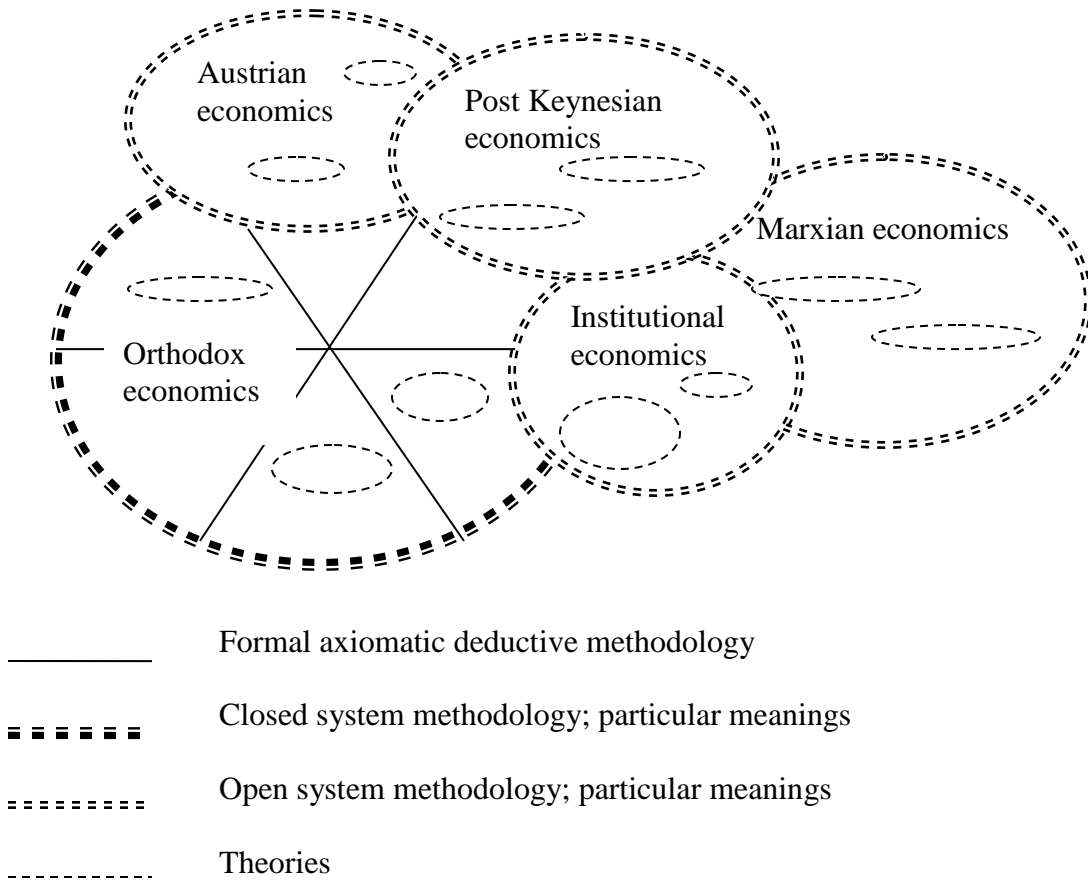 Austrian
economics
Post Keynesian
economics
Marxian economics
Institutional
economics
Orthodox
economics
Formal axiomatic deductive methodology
Closed system methodology; particular meanings
Open system methodology; particular meanings
Theories